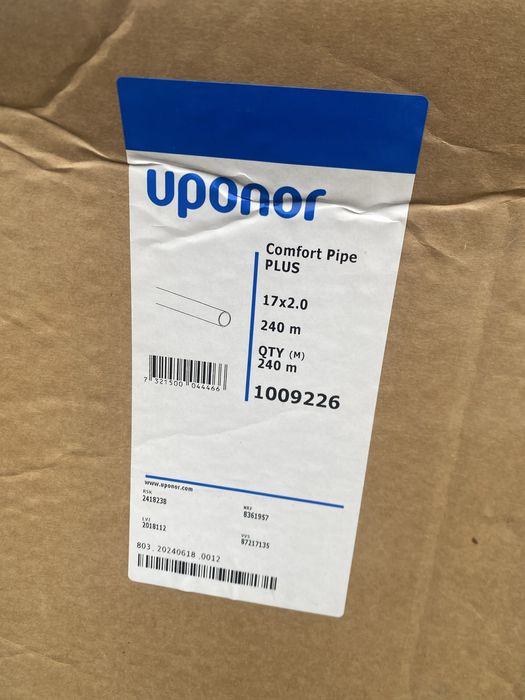 uponor
Comfort Pipe
PLUS
17x2.0
240 m
QTY (M)
240 m
1009226
7 321500 044466
www.uponor.com
RSK
2418238
NRF
8361957
LVI
2018112
VVS
87217135
803 . 20240618 . 0012